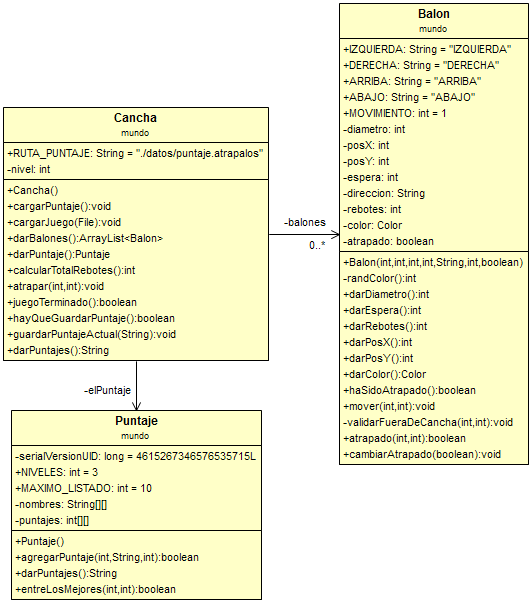 Cancha
mundo
+RUTA_PUNTAJE: String = "./datos/puntaje.atrapalos"
-nivel: int
+Cancha()
+cargarPuntaje():void
+cargarJuego(File):void
+darBalones():ArrayList<Balon>
+darPuntaje():Puntaje
+calcularTotalRebotes():int
+atrapar(int,int):void
+juegoTerminado():boolean
+hayQueGuardarPuntaje():boolean
+guardarPuntajeActual(String):void
+darPuntajes():String
-balones
0..*
Balon
mundo
+IZQUIERDA: String = "IZQUIERDA"
+DERECHA: String = "DERECHA"
+ARRIBA: String = "ARRIBA"
+ABAJO: String = "ABAJO"
+MOVIMIENTO: int = 1
-diametro: int
-posX: int
-posY: int
-espera: int
-direccion: String
-rebotes: int
-color: Color
-atrapado: boolean
+Balon(int,int,int,int,String,int,boolean)
-randColor():int
+darDiametro():int
+darEspera():int
+darRebotes():int
+darPosX():int
+darPosY():int
+darColor():Color
+haSidoAtrapado():boolean
+mover(int,int):void
-validarFueraDeCancha(int,int):void
+atrapado(int,int):boolean
+cambiarAtrapado(boolean):void
-elPuntaje
Puntaje
mundo
-serialVersionUID: long = 4615267346576535715L
+NIVELES: int = 3
+MAXIMO_LISTADO: int = 10
-nombres: String[][]
-puntajes: int[][]
+Puntaje()
+agregarPuntaje(int,String,int):boolean
+darPuntajes():String
+entreLosMejores(int,int):boolean